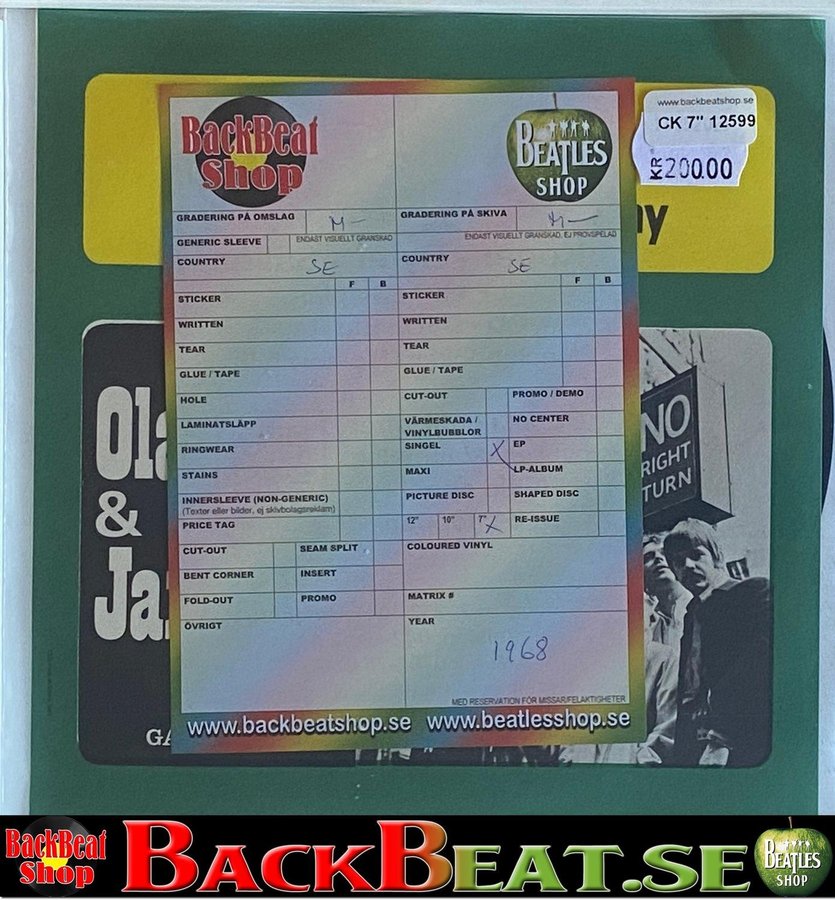 BackBeat
Shop
BEATLES
SHOP
www.backbeatshop.se
CK 7" 12599
KR 200.00
GRADERING PÅ OMSLAG M-
GRADERING PÅ SKIVA M-
GENERIC SLEEVE
ENDAST VISUELLT GRANSKAD
ENDAST VISUELLT GRANSKAD, EJ PROVSPELAD
COUNTRY SE
COUNTRY SE
F B
F B
STICKER
STICKER
WRITTEN
WRITTEN
TEAR
TEAR
GLUE / TAPE
GLUE / TAPE
HOLE
CUT-OUT
PROMO / DEMO
LAMINATSLÄPP
VÄRMESKADA /
VINYLBUBBLOR
NO CENTER
RINGWEAR
SINGEL X
EP
STAINS
MAXI
LP-ALBUM
INNERSLEEVE (NON-GENERIC)
(Textor eller bilder, ej skivbolagsreklam)
PICTURE DISC
SHAPED DISC
PRICE TAG
12" 10" 7" X
RE-ISSUE
CUT-OUT
SEAM SPLIT
COLOURED VINYL
BENT CORNER
INSERT
FOLD-OUT
PROMO
MATRIX #
ÖVRIGT
YEAR
1968
MED RESERVATION FÖR MISSAR/FELAKTIGHETER
www.backbeatshop.se www.beatlesshop.se
Ola
&
Ja
GA
ny
NO
RIGHT
TURN
BackBeat
Shop
BACKBEAT.SE
BEATLES
SHOP